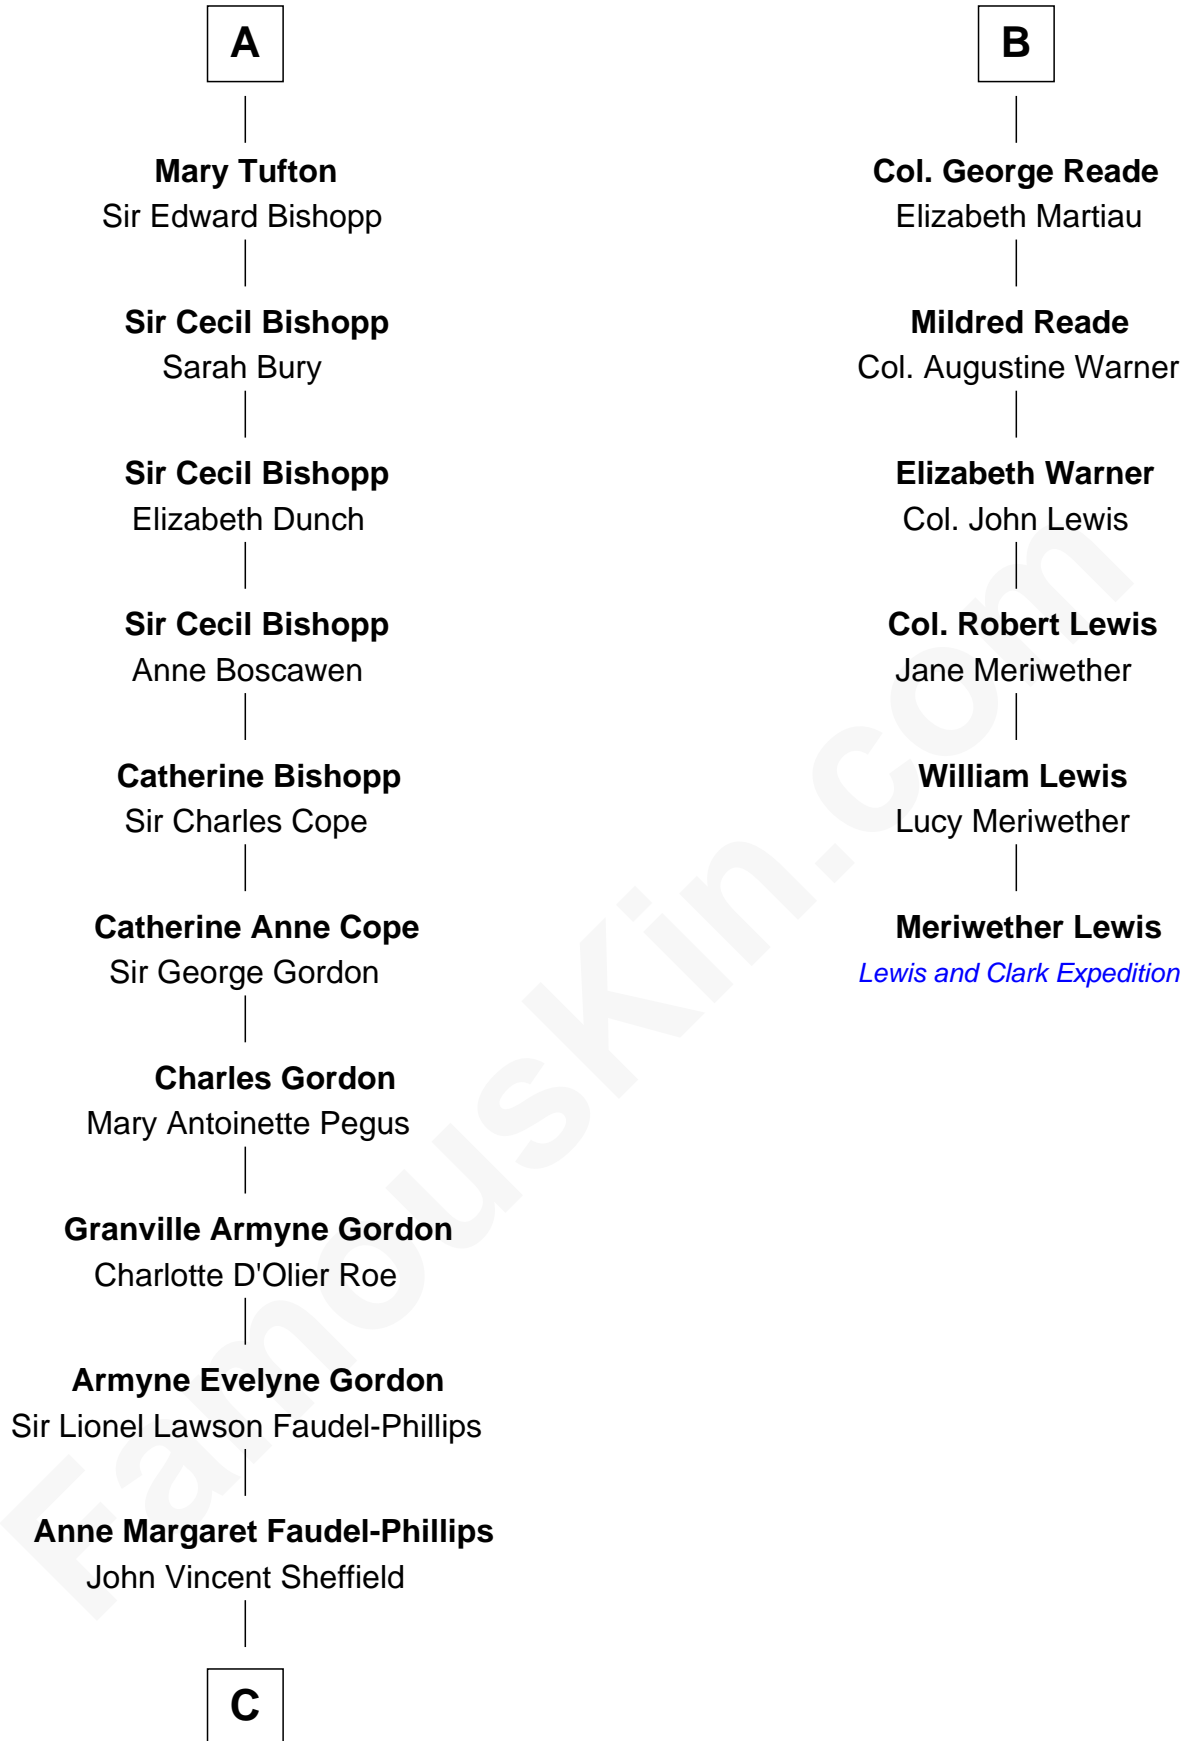 A
Mary Tufton
Sir Edward Bishopp
Sir Cecil Bishopp
Sarah Bury
Sir Cecil Bishopp
Elizabeth Dunch
Sir Cecil Bishopp
Anne Boscawen
Catherine Bishopp
Sir Charles Cope
Catherine Anne Cope
Sir George Gordon
Charles Gordon
Mary Antoinette Pegus
Granville Armyne Gordon
Charlotte D'Olier Roe
Armyne Evelyne Gordon
Sir Lionel Lawson Faudel-Phillips
Anne Margaret Faudel-Phillips
John Vincent Sheffield
C
B
Col. George Reade
Elizabeth Martiau
Mildred Reade
Col. Augustine Warner
Elizabeth Warner
Col. John Lewis
Col. Robert Lewis
Jane Meriwether
William Lewis
Lucy Meriwether
Meriwether Lewis
Lewis and Clark Expedition
FamousKin.com